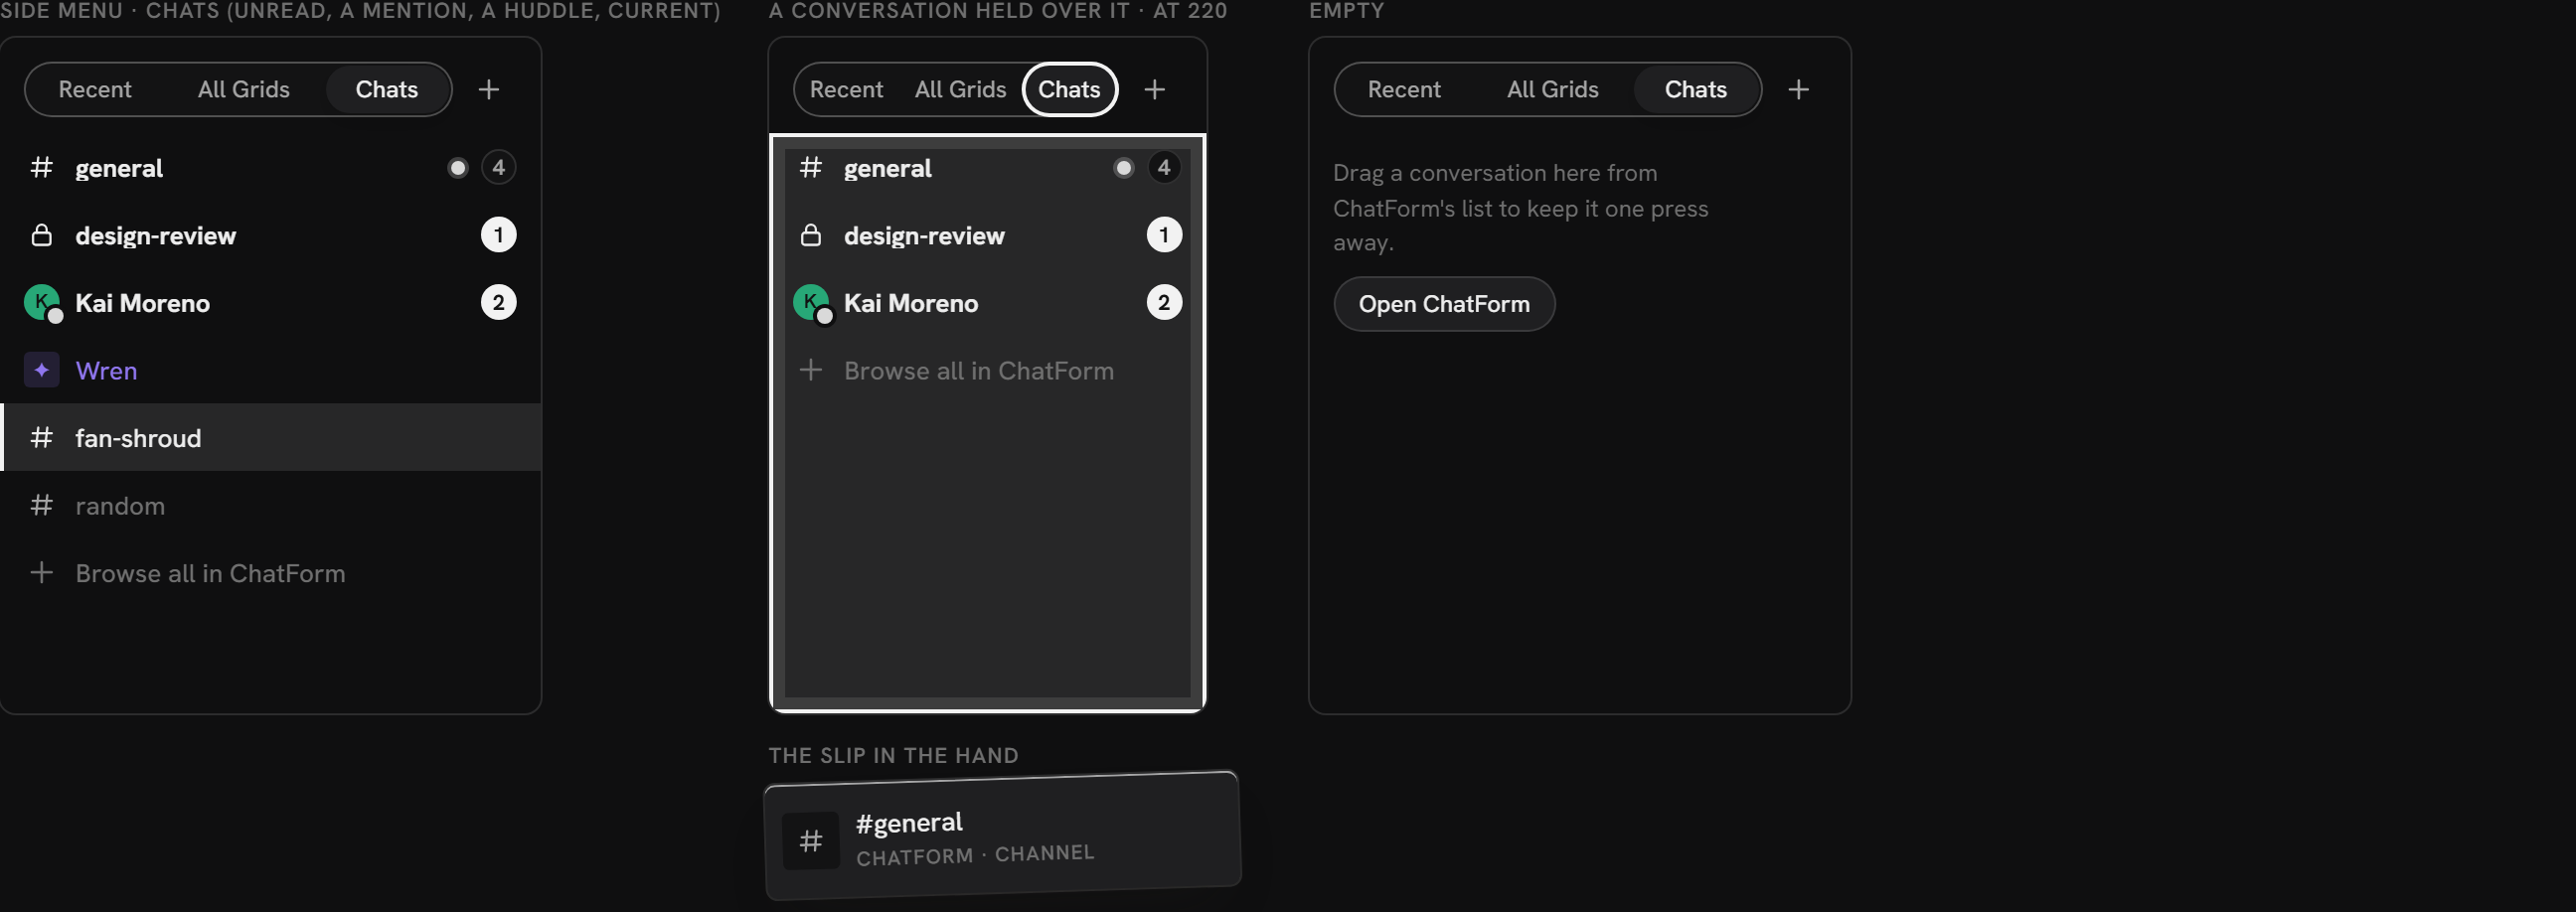 SIDE MENU · CHATS (UNREAD, A MENTION, A HUDDLE, CURRENT)
Recent
All Grids
Chats
general
4
design-review
1
K
Kai Moreno
2
Wren
# fan-shroud
# random
+ Browse all in ChatForm
A CONVERSATION HELD OVER IT · AT 220
Recent
All Grids
Chats
# general
4
design-review
1
K
Kai Moreno
2
+ Browse all in ChatForm
THE SLIP IN THE HAND
# #general
CHATFORM · CHANNEL
EMPTY
Recent
All Grids
Chats
+
Drag a conversation here from
ChatForm's list to keep it one press
away.
Open ChatForm